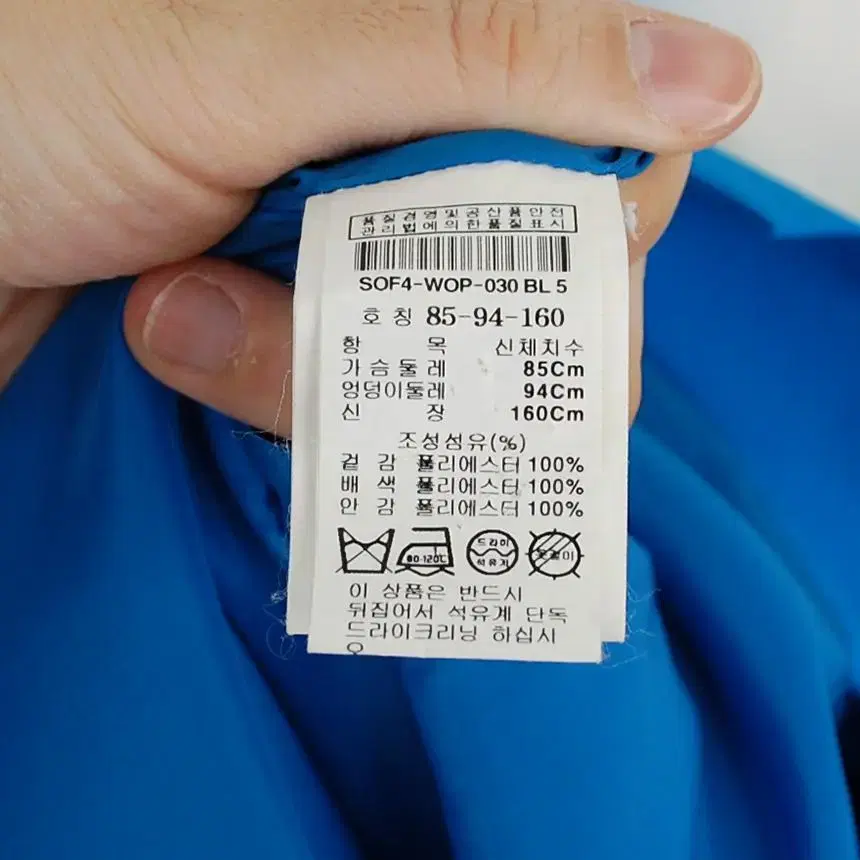 품질경영및공산품안전
관리법에의한품질표시
SOF4-WOP-030 BL 5
호 칭 85-94-160
항 목 신체치수
가슴둘레 85Cm
엉덩이둘레 94Cm
신 장 160Cm
조성섬유(%)
겉 감 폴리에스터 100%
배 색 폴리에스터 100%
안 감 폴리에스터 100%
80-120℃ 드라이 옷걸이
석유계
이 상품은 반드시
뒤집어서 석유계 단독
드라이크리닝 하십시
오